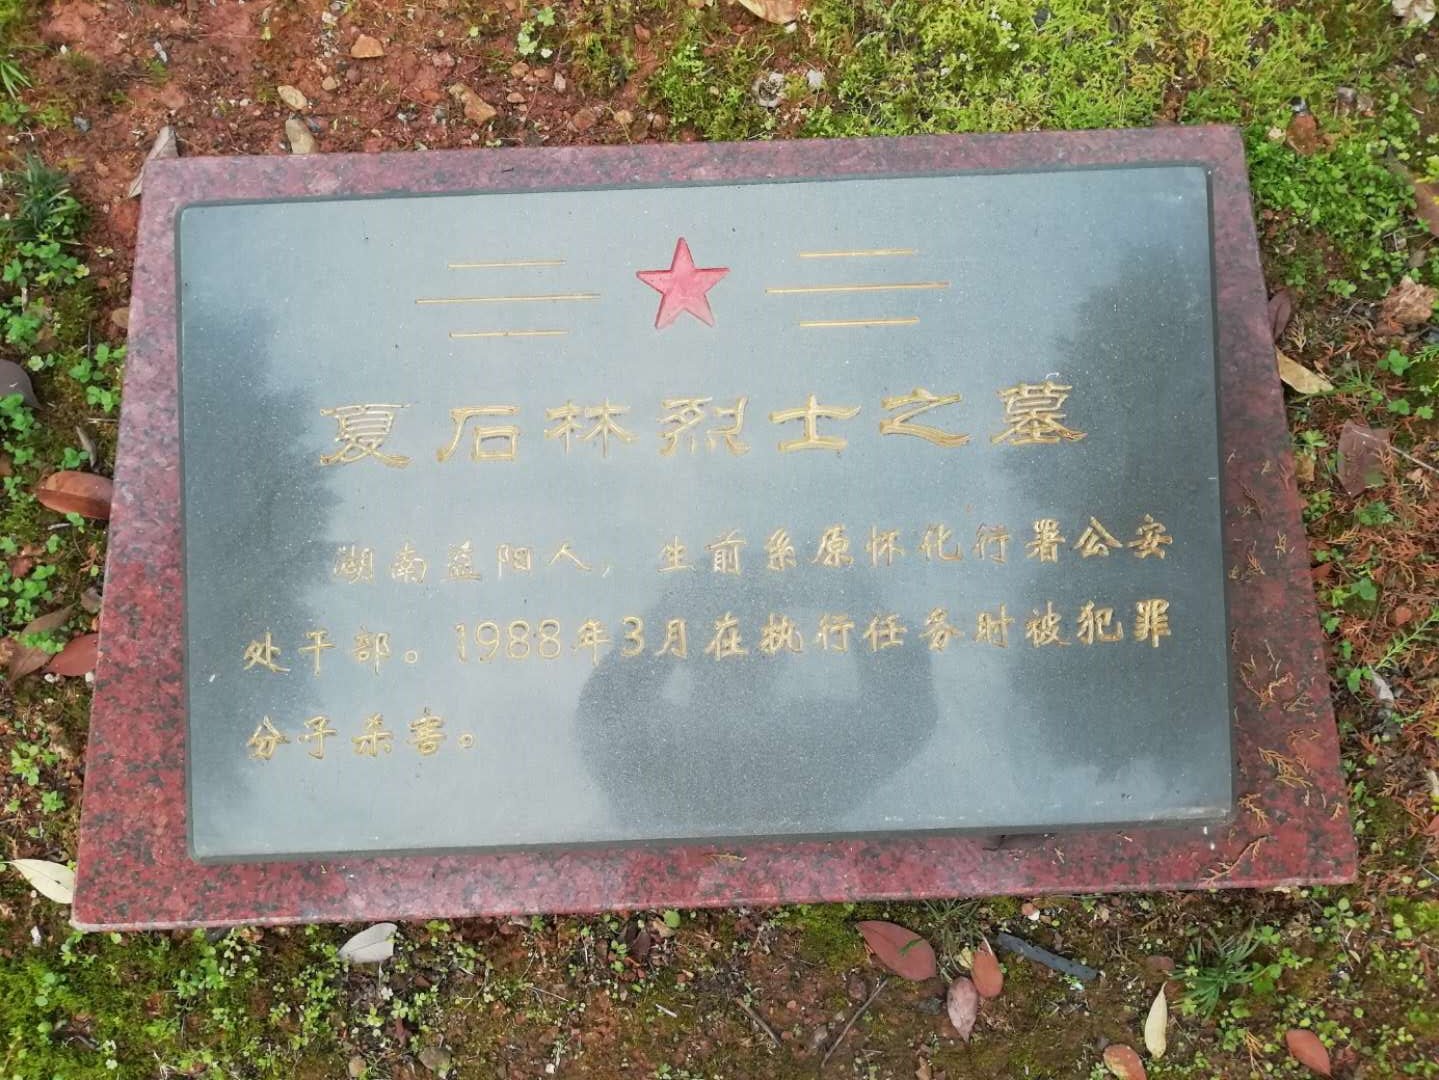 夏石林烈士之墓
湖南益阳人，生前系原怀化行署公安
处干部。1988年3月在执行任务时被犯罪
分子杀害。